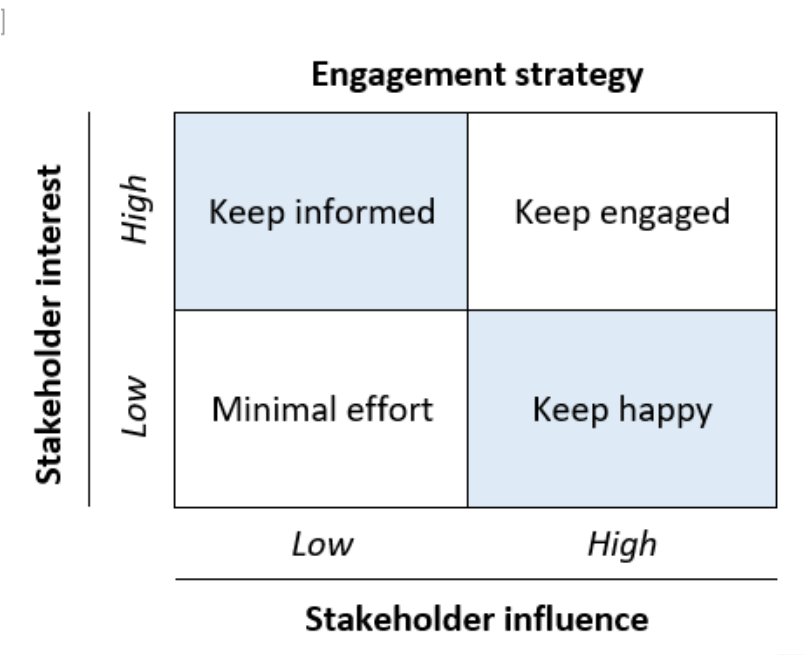 ]
Engagement strategy
Stakeholder interest
High
Keep informed
Keep engaged
Low
Minimal effort
Keep happy
Low
High
Stakeholder influence